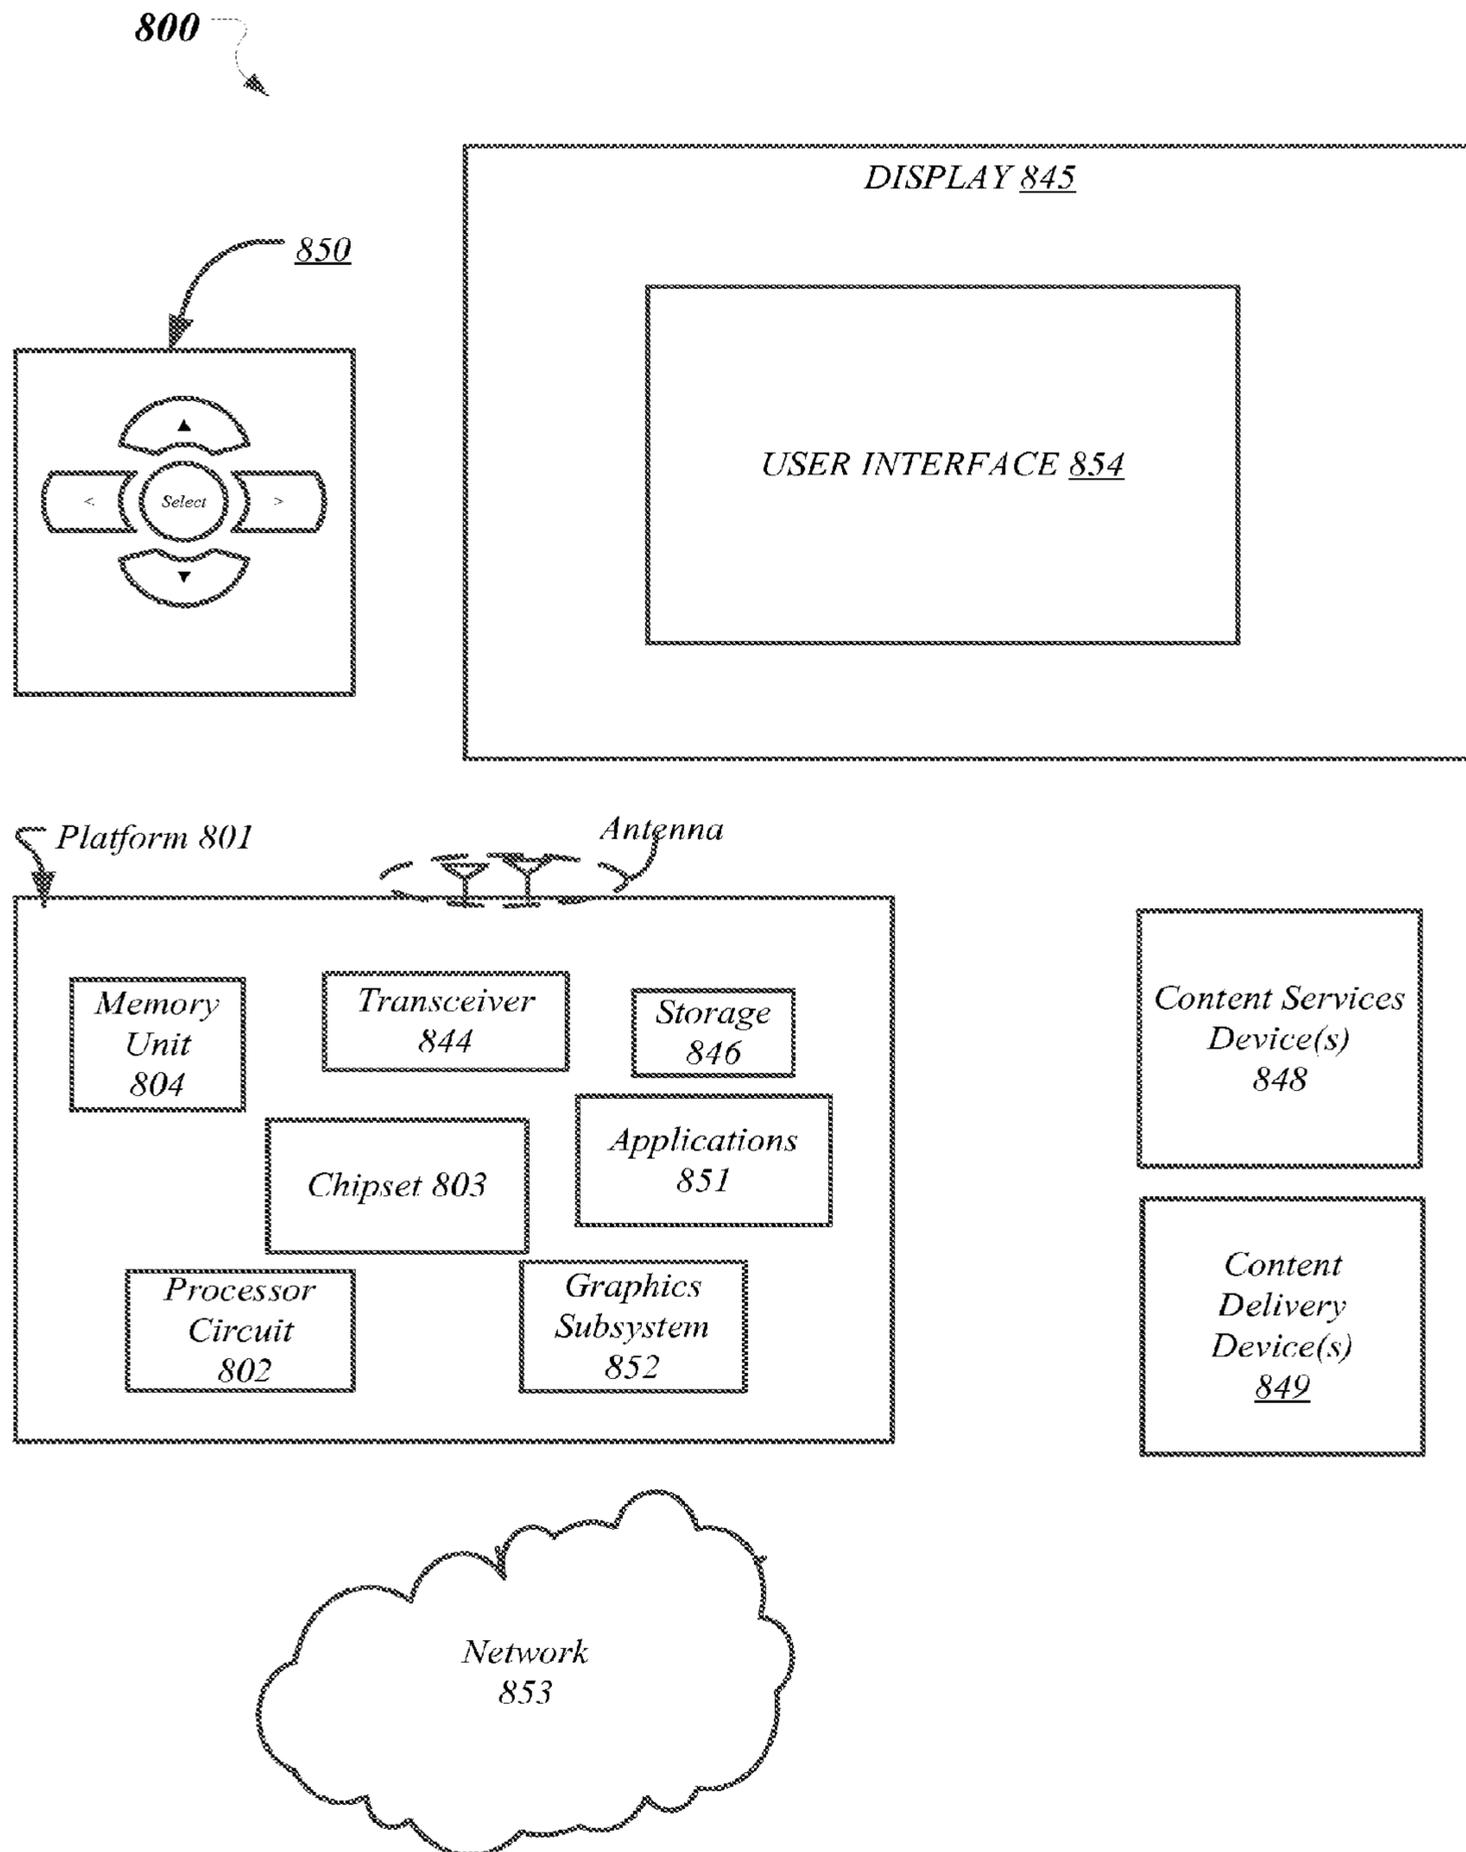 800
DISPLAY 845
850
USER INTERFACE 854
<
Select
>
Platform 801
Antenna
Memory
Unit
804
Transceiver
844
Storage
846
Chipset 803
Applications
851
Processor
Circuit
802
Graphics
Subsystem
852
Content Services
Device(s)
848
Content
Delivery
Device(s)
849
Network
853